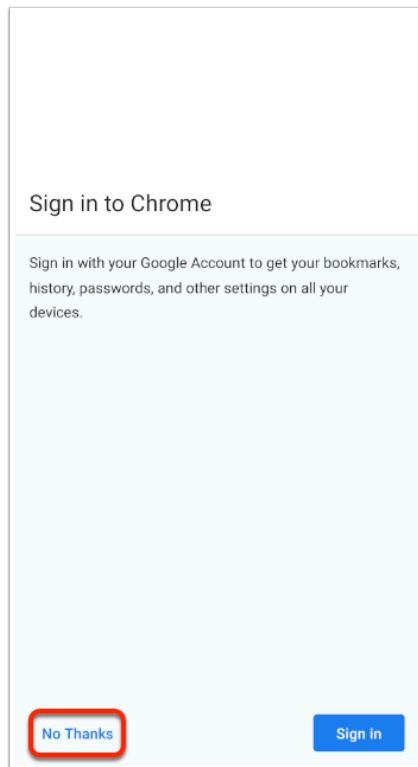 Sign in to Chrome
Sign in with your Google Account to get your bookmarks,
history, passwords, and other settings on all your
devices.
No Thanks
Sign in